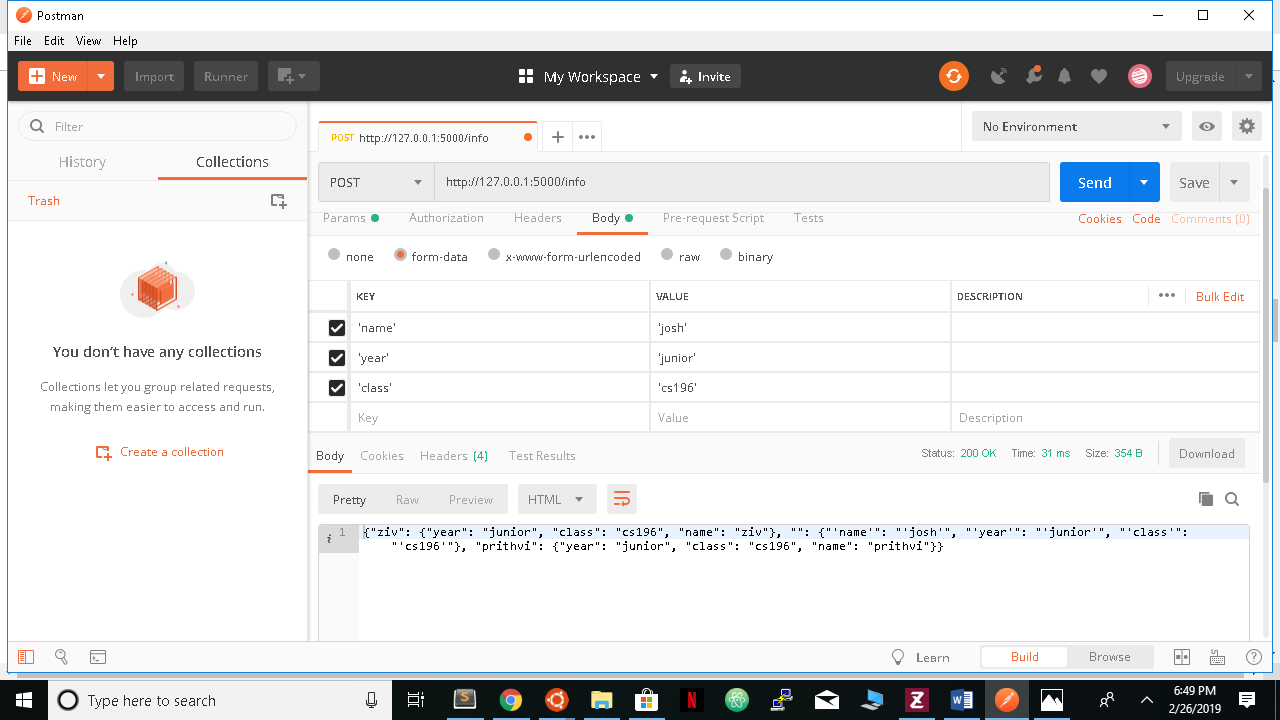 Postman
File Edit View Help
New Import Runner My Workspace Invite Upgrade
Filter
History Collections
Trash
You don't have any collections
Collections let you group related requests,
making them easier to access and run.
Create a collection
POST http://127.0.0.1:5000/info
No Environment
POST http://127.0.0.1:5000/info Send Save
Params Authorization Headers Body Pre-request Script Tests Cookies Code Comments (0)
none form-data x-www-form-urlencoded raw binary
KEY VALUE DESCRIPTION Bulk Edit
'name' 'josh'
'year' 'junior'
'class' 'cs196'
Key Value Description
Body Cookies Headers (4) Test Results Status: 200 OK Time: 31 ms Size: 354 B Download
Pretty Raw Preview HTML
i 1 {"ziv": {"year": "junior", "class": "cs196", "name": "ziv"}, "": {"'name'": "'josh'", "'year'": "'junior'", "'class'":
"'cs196'"}, "prithvi": {"year": "junior", "class": "cs196", "name": "prithvi"}}
Learn Build Browse
Type here to search
6:49 PM
2/26/2019